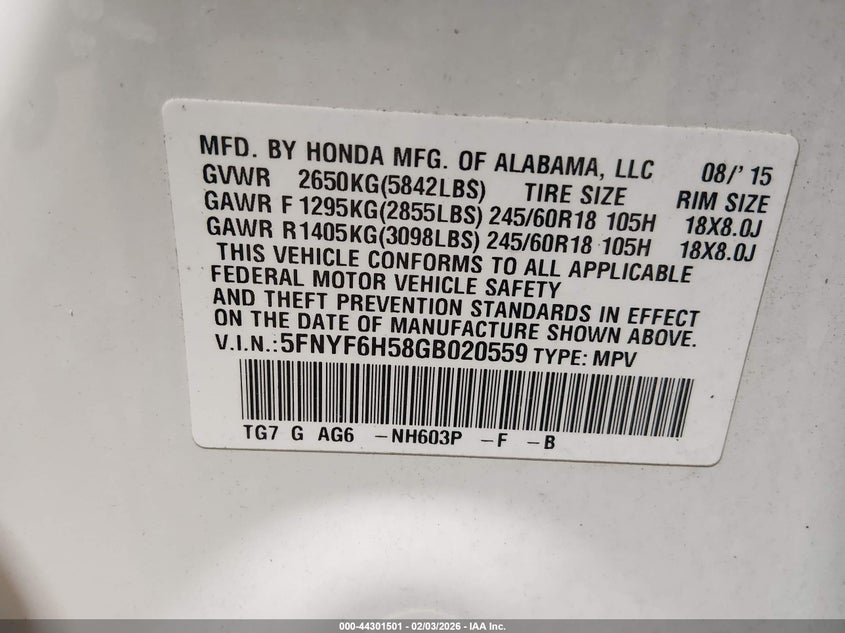 MFD. BY HONDA MFG. OF ALABAMA, LLC 08/' 15
GVWR 2650KG(5842LBS) TIRE SIZE RIM SIZE
GAWR F 1295KG(2855LBS) 245/60R18 105H 18X8.0J
GAWR R1405KG(3098LBS) 245/60R18 105H 18X8.0J
THIS VEHICLE CONFORMS TO ALL APPLICABLE
FEDERAL MOTOR VEHICLE SAFETY
AND THEFT PREVENTION STANDARDS IN EFFECT
ON THE DATE OF MANUFACTURE SHOWN ABOVE.
V.I.N.:5FNYF6H58GB020559 TYPE: MPV
TG7 G AG6 -NH603P -F -B
000-44301501 | 02/03/2026 - IAA Inc.